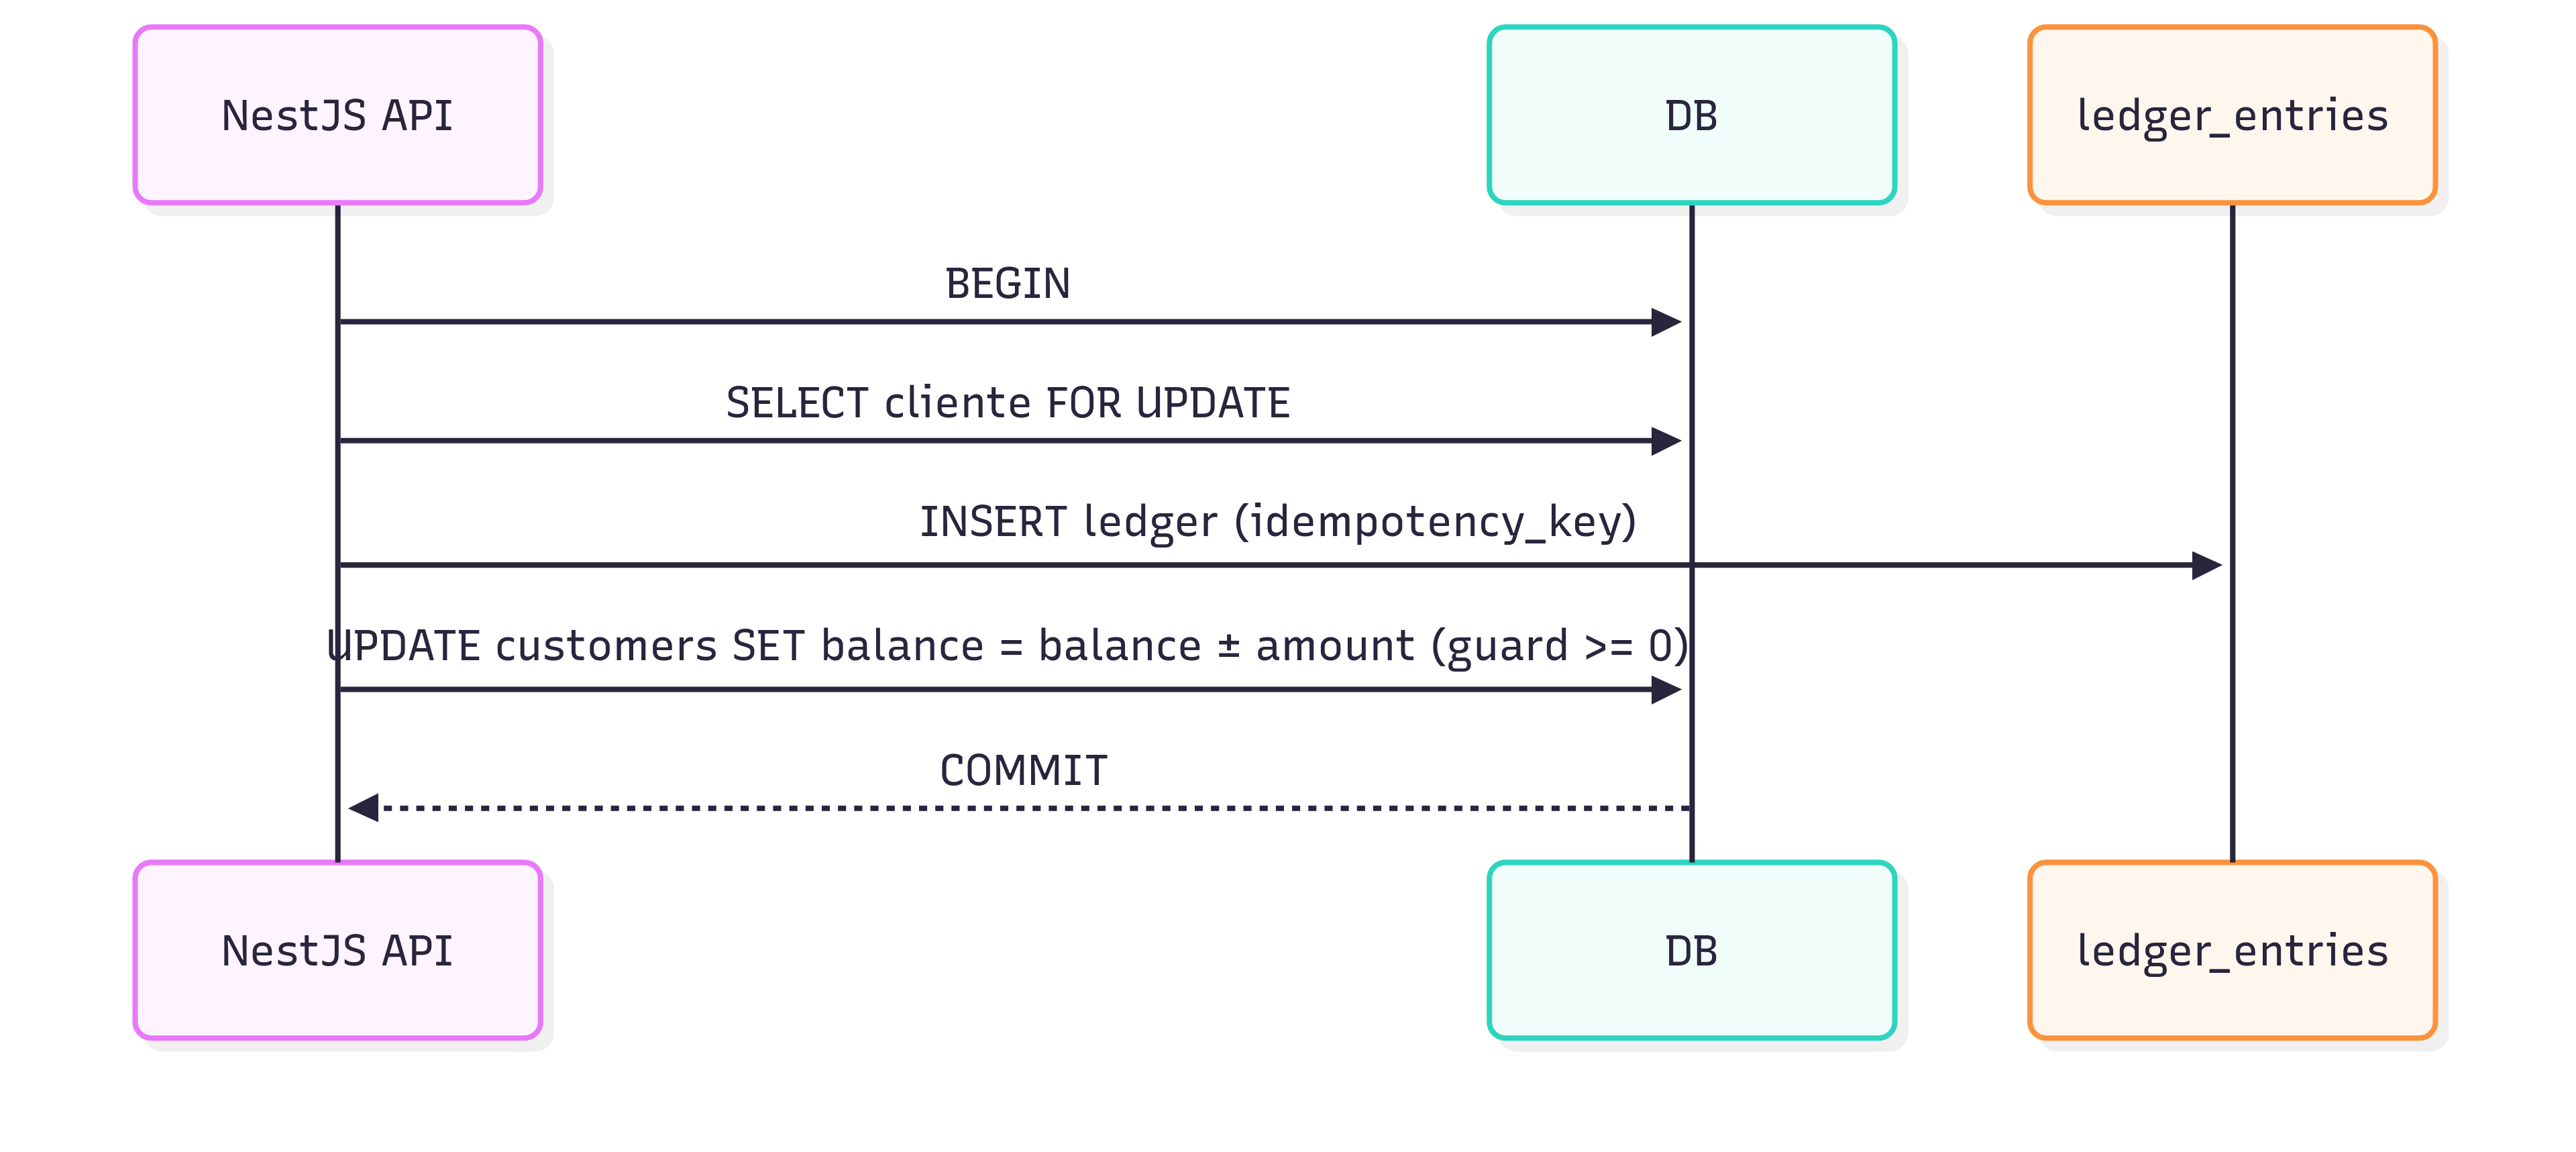 NestJS API
DB
ledger_entries
BEGIN
SELECT cliente FOR UPDATE
INSERT ledger (idempotency_key)
UPDATE customers SET balance = balance ± amount (guard >= 0)
COMMIT
NestJS API
DB
ledger_entries